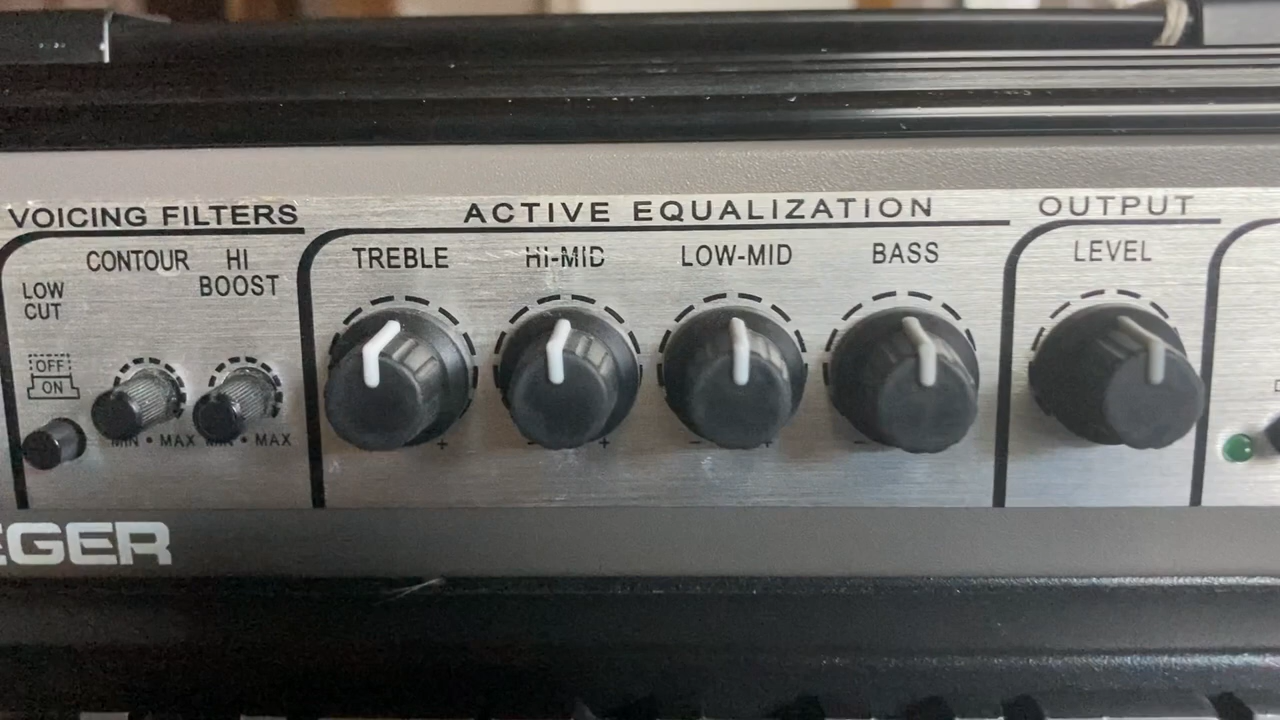 VOICING FILTERS
ACTIVE EQUALIZATION
OUTPUT
CONTOUR
HI
BOOST
LOW
CUT
OFF
ON
MIN • MAX
• MAX
TREBLE
HI-MID
LOW-MID
BASS
LEVEL
+
- +
- +
-
EGER